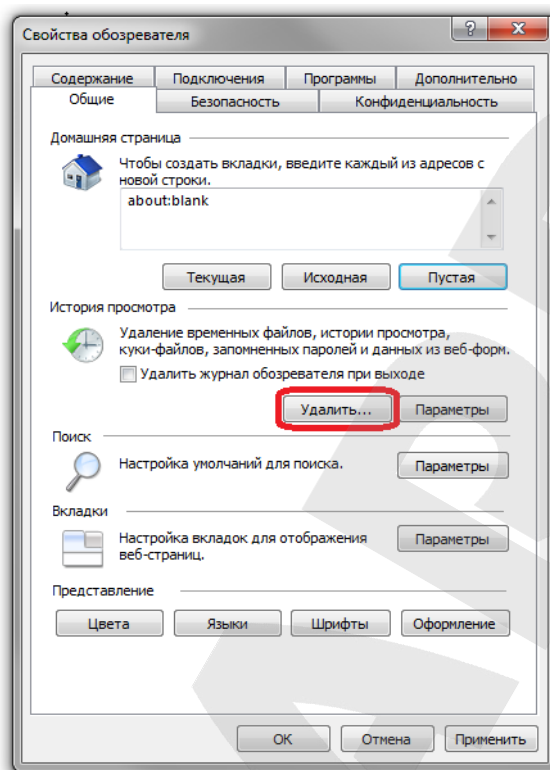 Свойства обозревателя
Содержание Подключения Программы Дополнительно
Общие Безопасность Конфиденциальность
Домашняя страница
Чтобы создать вкладки, введите каждый из адресов с
новой строки.
about:blank
Текущая Исходная Пустая
История просмотра
Удаление временных файлов, истории просмотра,
куки-файлов, запомненных паролей и данных из веб-форм.
Удалить журнал обозревателя при выходе
Удалить... Параметры
Поиск
Настройка умолчаний для поиска. Параметры
Вкладки
Настройка вкладок для отображения Параметры
веб-страниц.
Представление
Цвета Языки Шрифты Оформление
ОК Отмена Применить